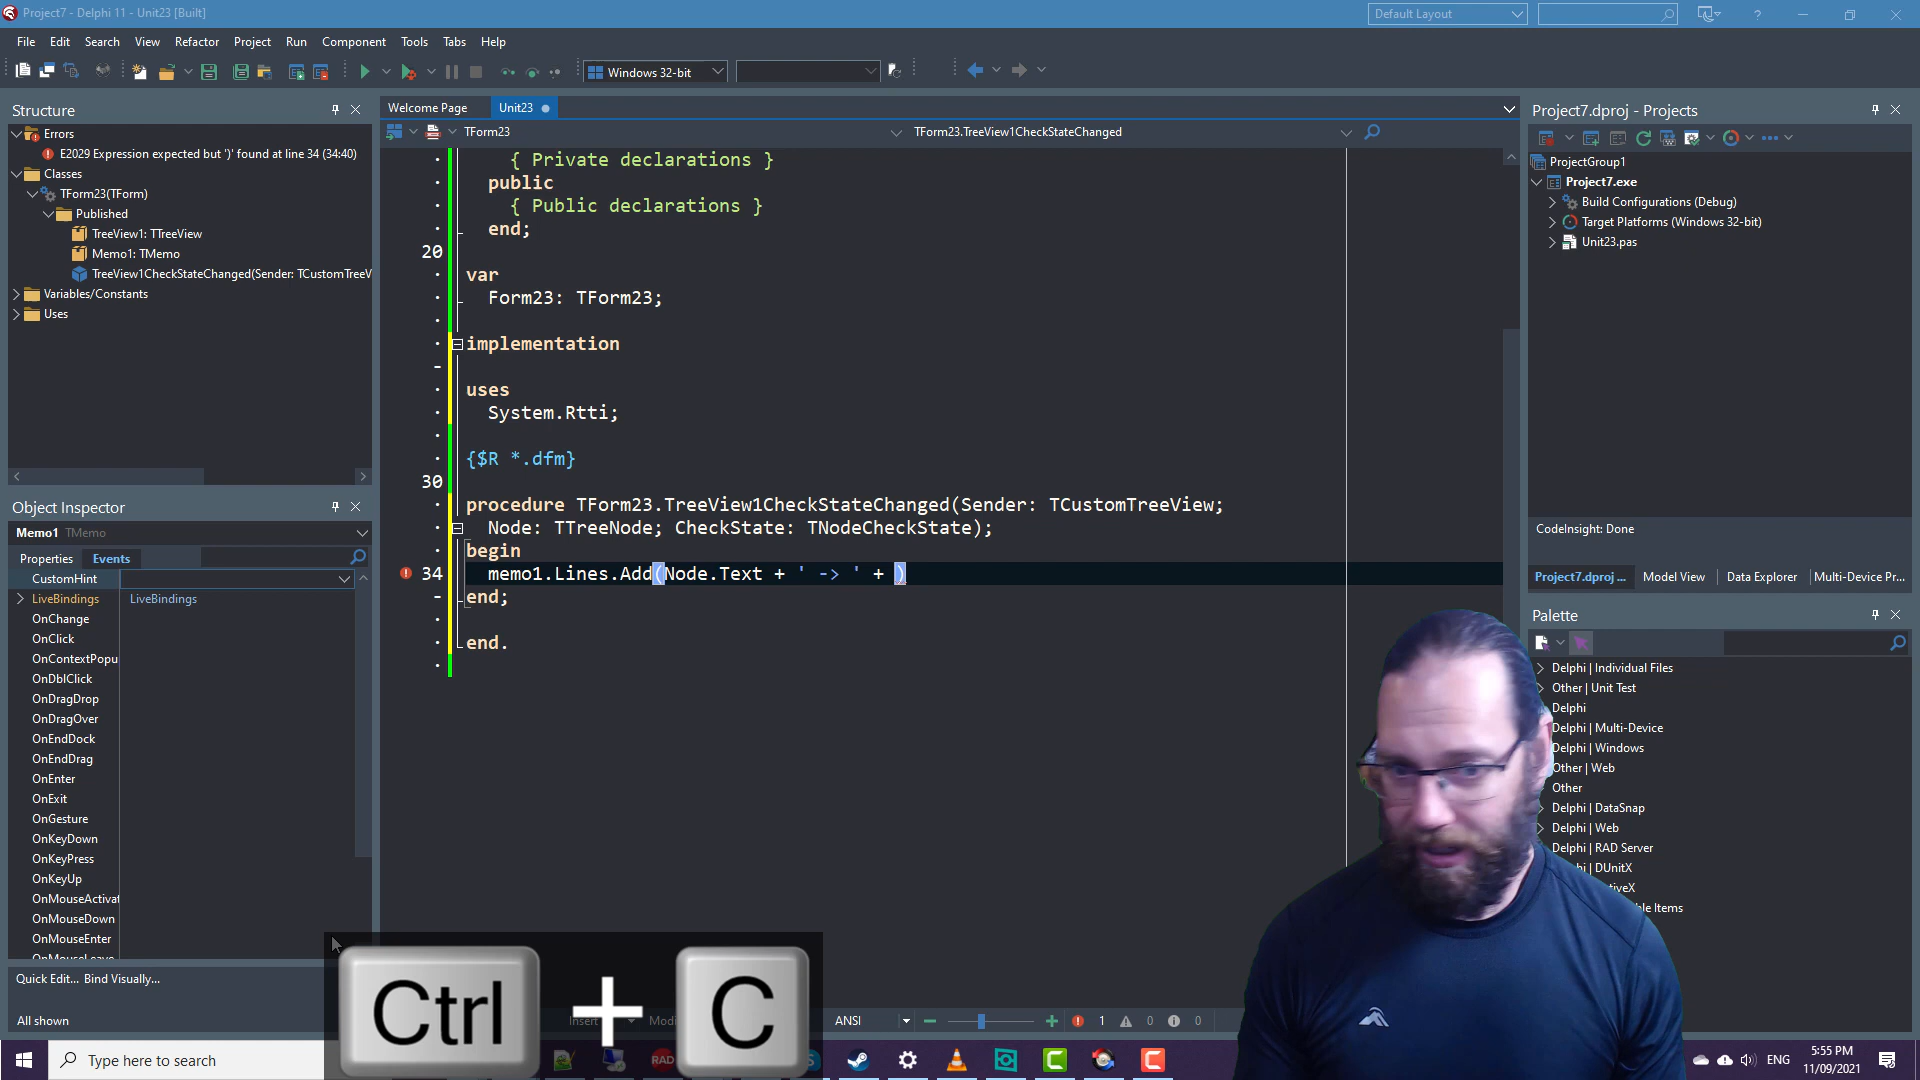 Project7 - Delphi 11 - Unit23 [Built]
Default Layout
File Edit Search View Refactor Project Run Component Tools Tabs Help
Windows 32-bit
Structure
Errors
E2029 Expression expected but ')' found at line 34 (34:40)
Classes
TForm23(TForm)
Published
TreeView1: TTreeView
Memo1: TMemo
TreeView1CheckStateChanged(Sender: TCustomTreeV
Variables/Constants
Uses
Object Inspector
Memo1 TMemo
Properties Events
CustomHint
LiveBindings LiveBindings
OnChange
OnClick
OnContextPopu
OnDblClick
OnDragDrop
OnDragOver
OnEndDock
OnEndDrag
OnEnter
OnExit
OnGesture
OnKeyDown
OnKeyPress
OnKeyUp
OnMouseActivat
OnMouseDown
OnMouseEnter
Quick Edit... Bind Visually...
All shown
Welcome Page Unit23
TForm23 TForm23.TreeView1CheckStateChanged
{ Private declarations }
public
{ Public declarations }
end;
20
var
Form23: TForm23;
implementation
uses
System.Rtti;
{$R *.dfm}
30
procedure TForm23.TreeView1CheckStateChanged(Sender: TCustomTreeView;
Node: TTreeNode; CheckState: TNodeCheckState);
begin
34 memo1.Lines.Add(Node.Text + ' -> ' + )
end;
end.
Insert
ANSI 1 0 0
Project7.dproj - Projects
ProjectGroup1
Project7.exe
Build Configurations (Debug)
Target Platforms (Windows 32-bit)
Unit23.pas
CodeInsight: Done
Project7.dproj ... Model View Data Explorer Multi-Device Pr...
Palette
Delphi | Individual Files
Other | Unit Test
Delphi
Delphi | Multi-Device
Delphi | Windows
Other | Web
Other
Delphi | DataSnap
Delphi | Web
Delphi | RAD Server
Delphi | DUnitX
Ctrl + C
Type here to search
RAD
ENG
5:55 PM
11/09/2021